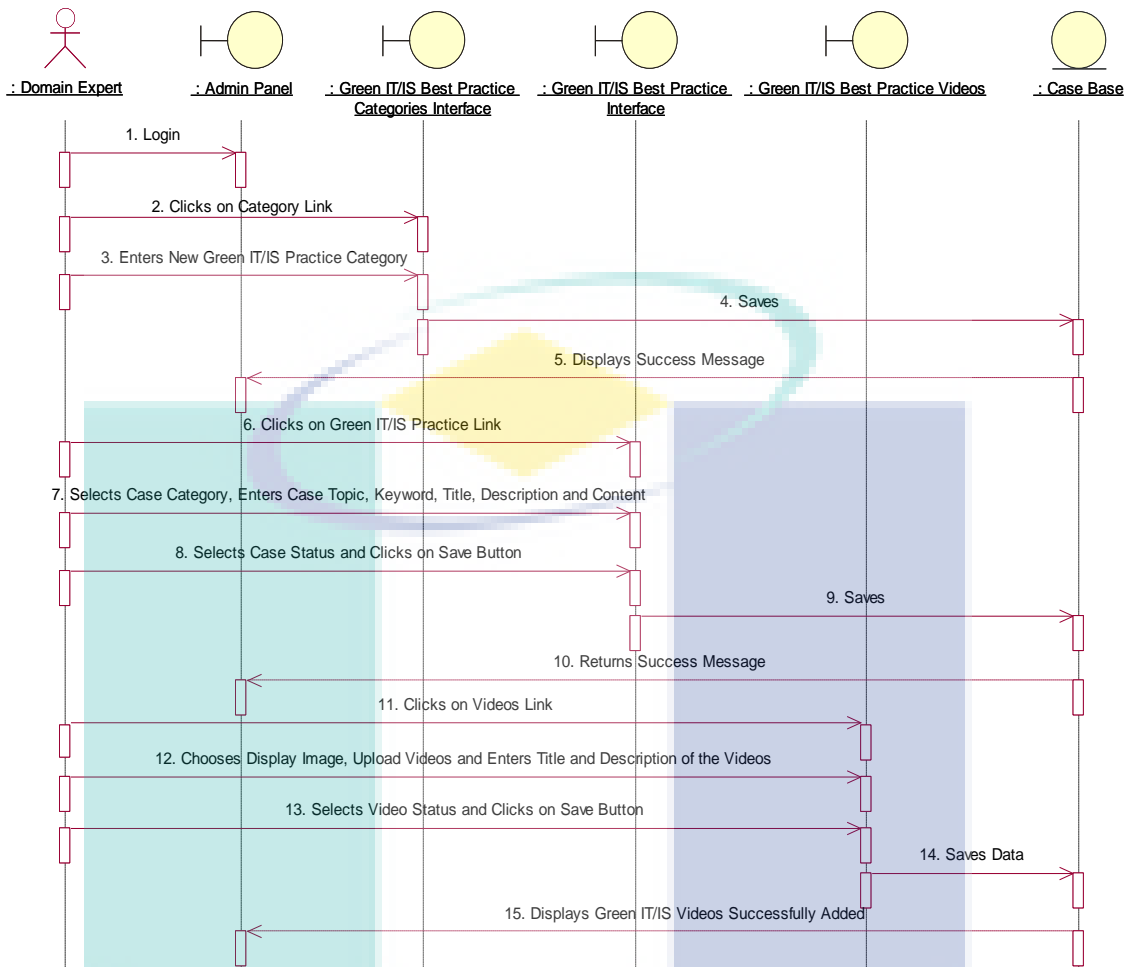 : Domain Expert
: Admin Panel
: Green IT/IS Best Practice
Categories Interface
: Green IT/IS Best Practice
Interface
: Green IT/IS Best Practice Videos
: Case Base
1. Login
2. Clicks on Category Link
3. Enters New Green IT/IS Practice Category
4. Saves
5. Displays Success Message
6. Clicks on Green IT/IS Practice Link
7. Selects Case Category, Enters Case Topic, Keyword, Title, Description and Content
8. Selects Case Status and Clicks on Save Button
9. Saves
10. Returns Success Message
11. Clicks on Videos Link
12. Chooses Display Image, Upload Videos and Enters Title and Description of the Videos
13. Selects Video Status and Clicks on Save Button
14. Saves Data
15. Displays Green IT/IS Videos Successfully Added